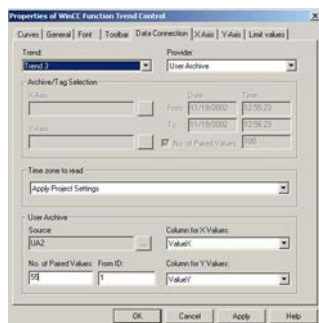 Properties of WinCC Function Trend Control
Curves General Font Toolbar Data Connection X Axis Y-Axis Limit values
Trend: Provider:
Trend 3 User Archive
Archive/Tag Selection
X-Axis: Date: Time:
From: 11/19/2002 12:55:23
Y-Axis: To: 11/19/2002 12:56:23
No. of Paired Values: 100
Time zone to read
Apply Project Settings
User Archive
Source: Column for X Values:
UA2 ... ValueX
No. of Paired Values: From ID: Column for Y Values:
55 1 ValueY
OK Cancel Apply Help